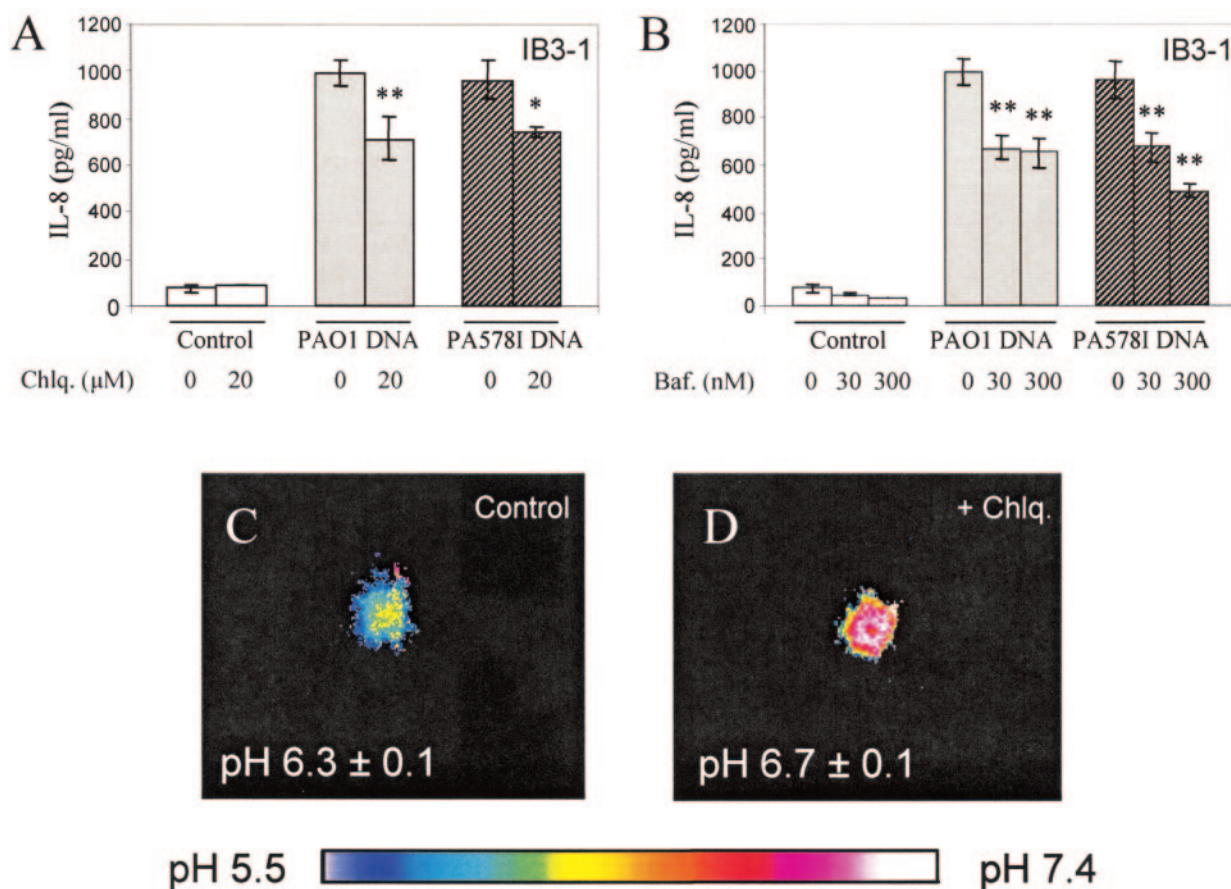 A
IB3-1
IL-8 (pg/ml)
1200
1000
800
600
400
200
0
**
*
Control
PAO1 DNA
PA578I DNA
Chlq. (μM)
0 20 0 20 0 20
B
IB3-1
IL-8 (pg/ml)
1200
1000
800
600
400
200
0
** **
**
**
Control
PAO1 DNA
PA578I DNA
Baf. (nM)
0 30 300 0 30 300 0 30 300
C
Control
pH 6.3 ± 0.1
D
+ Chlq.
pH 6.7 ± 0.1
pH 5.5
pH 7.4